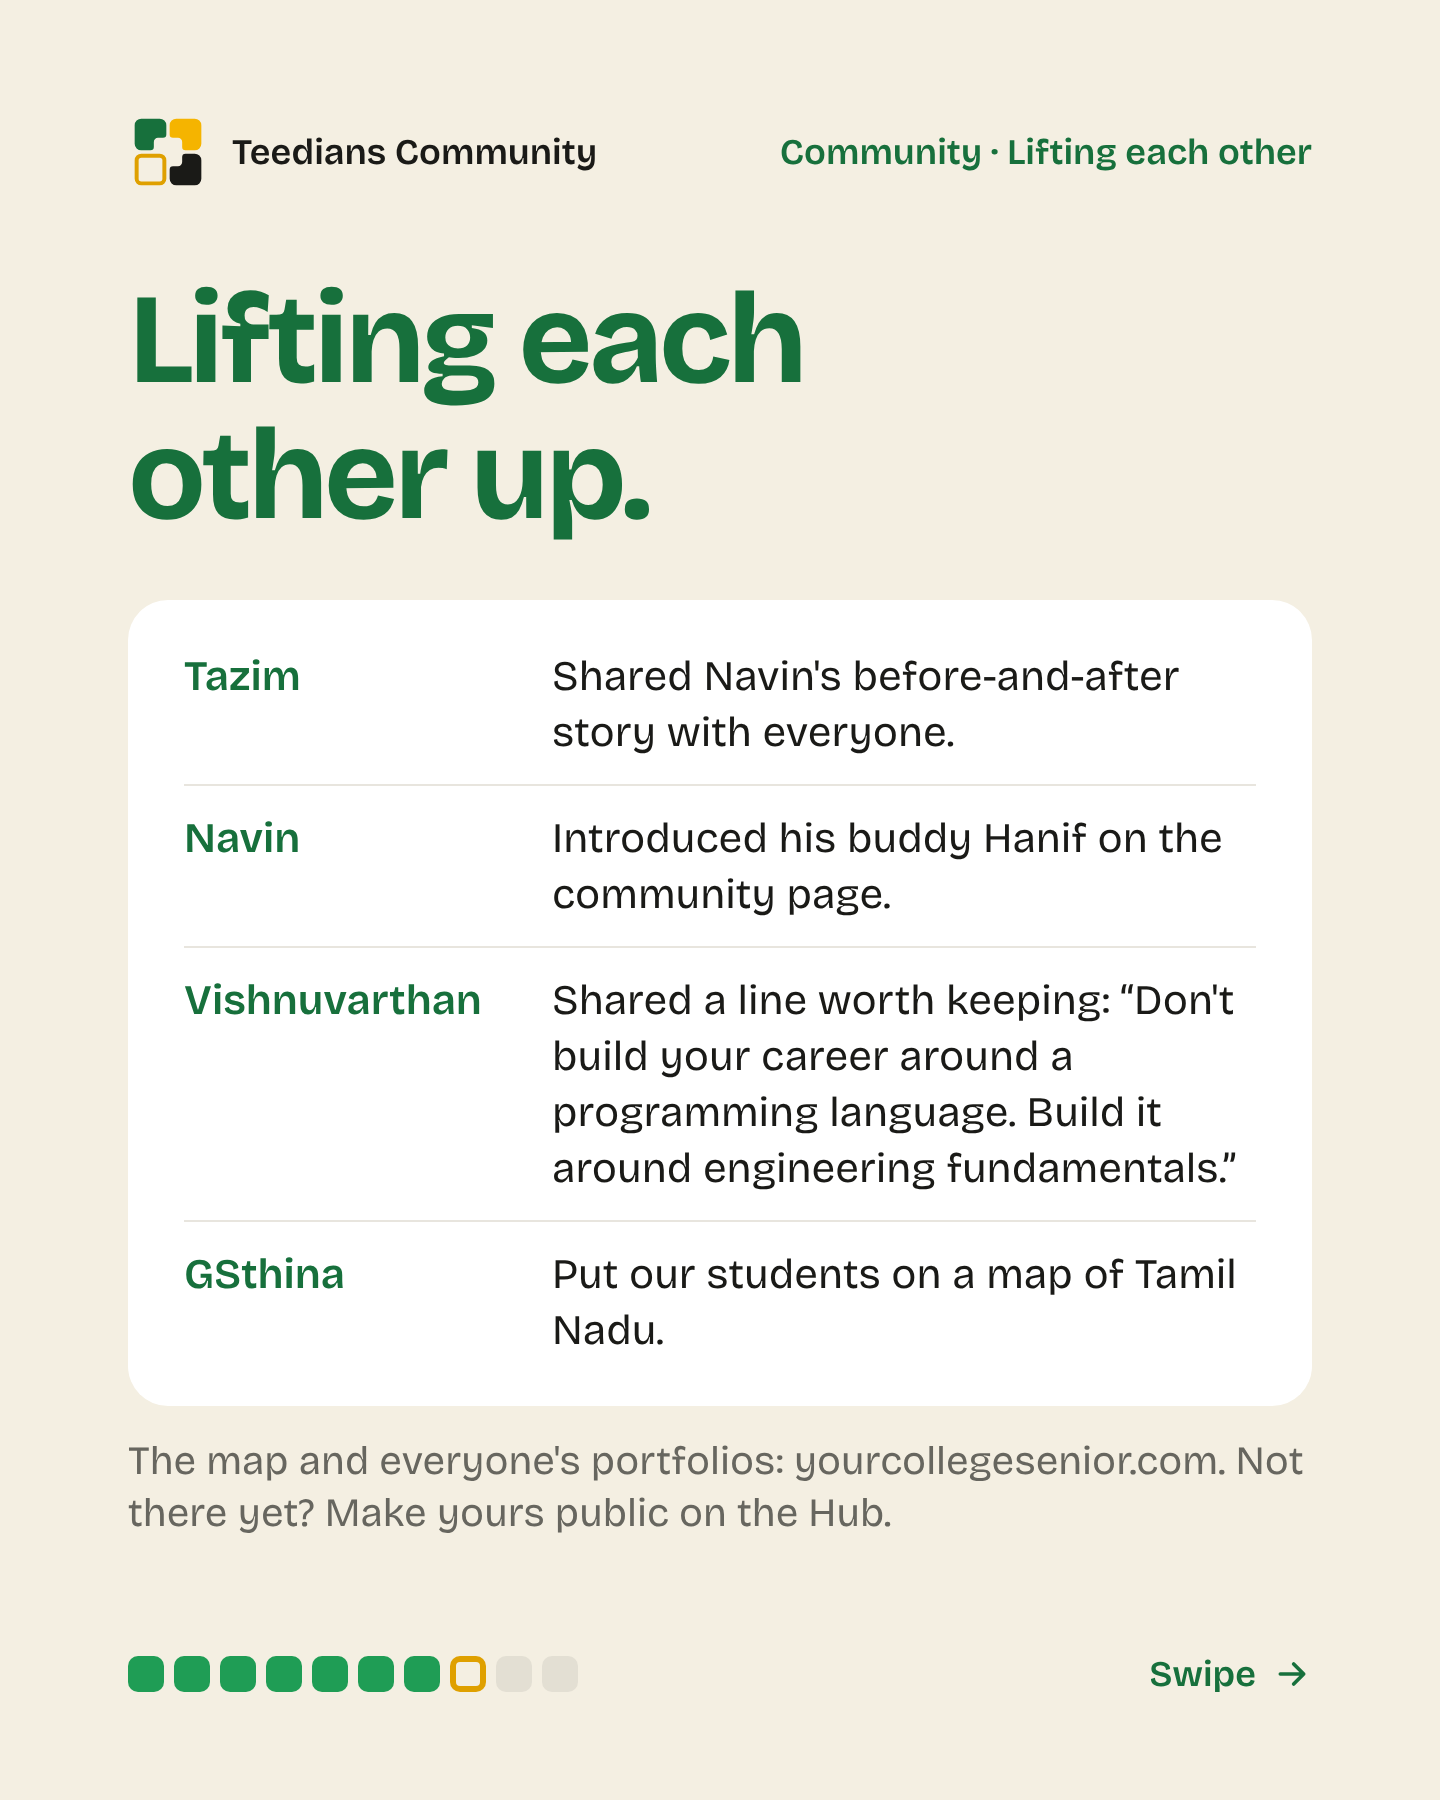 Teedians Community
Community · Lifting each other
Lifting each
other up.
Tazim
Shared Navin's before-and-after
story with everyone.
Navin
Introduced his buddy Hanif on the
community page.
Vishnuvarthan
Shared a line worth keeping: “Don't
build your career around a
programming language. Build it
around engineering fundamentals.”
GSthina
Put our students on a map of Tamil
Nadu.
The map and everyone's portfolios: yourcollegesenior.com. Not
there yet? Make yours public on the Hub.
Swipe →